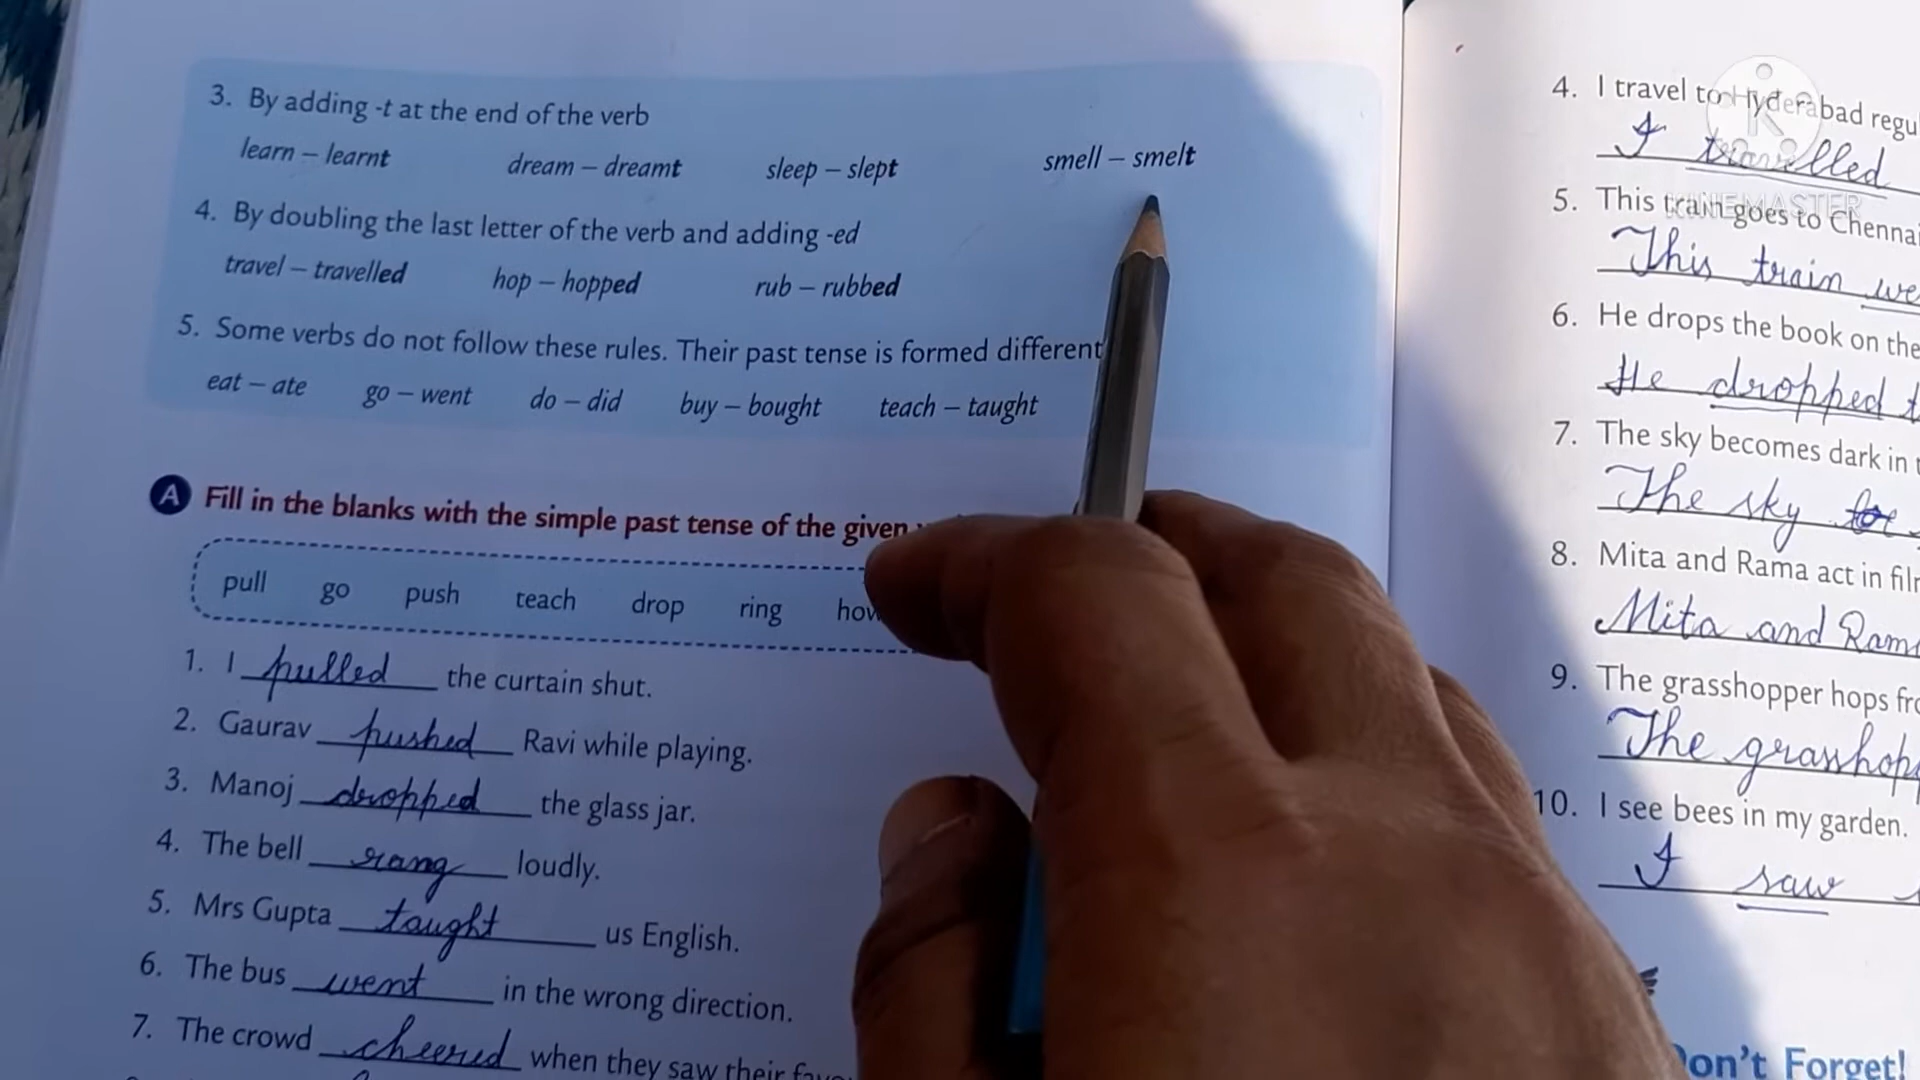 3. By adding -t at the end of the verb
learn – learnt dream – dreamt sleep – slept smell – smelt
4. By doubling the last letter of the verb and adding -ed
travel – travelled hop – hopped rub – rubbed
5. Some verbs do not follow these rules. Their past tense is formed different
eat – ate go – went do – did buy – bought teach – taught
A Fill in the blanks with the simple past tense of the given
pull go push teach drop ring
1. I pulled the curtain shut.
2. Gaurav pushed Ravi while playing.
3. Manoj dropped the glass jar.
4. The bell rang loudly.
5. Mrs Gupta taught us English.
6. The bus went in the wrong direction.
7. The crowd cheered when they saw their
4. I travel to Hyderabad
I travelled
5. This train goes to Chennai
This train
6. He drops the book on the
He dropped
7. The sky becomes dark in
The sky
8. Mita and Rama act in
Mita and
9. The grasshopper hops
The
10. I see bees in my garden.
I saw
Don't Forget!
KINEMASTER